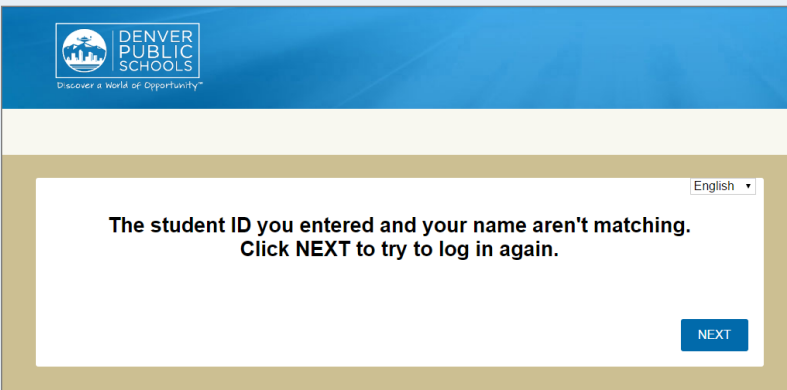 DENVER
PUBLIC
SCHOOLS
Discover a World of Opportunity™
English
The student ID you entered and your name aren't matching.
Click NEXT to try to log in again.
NEXT